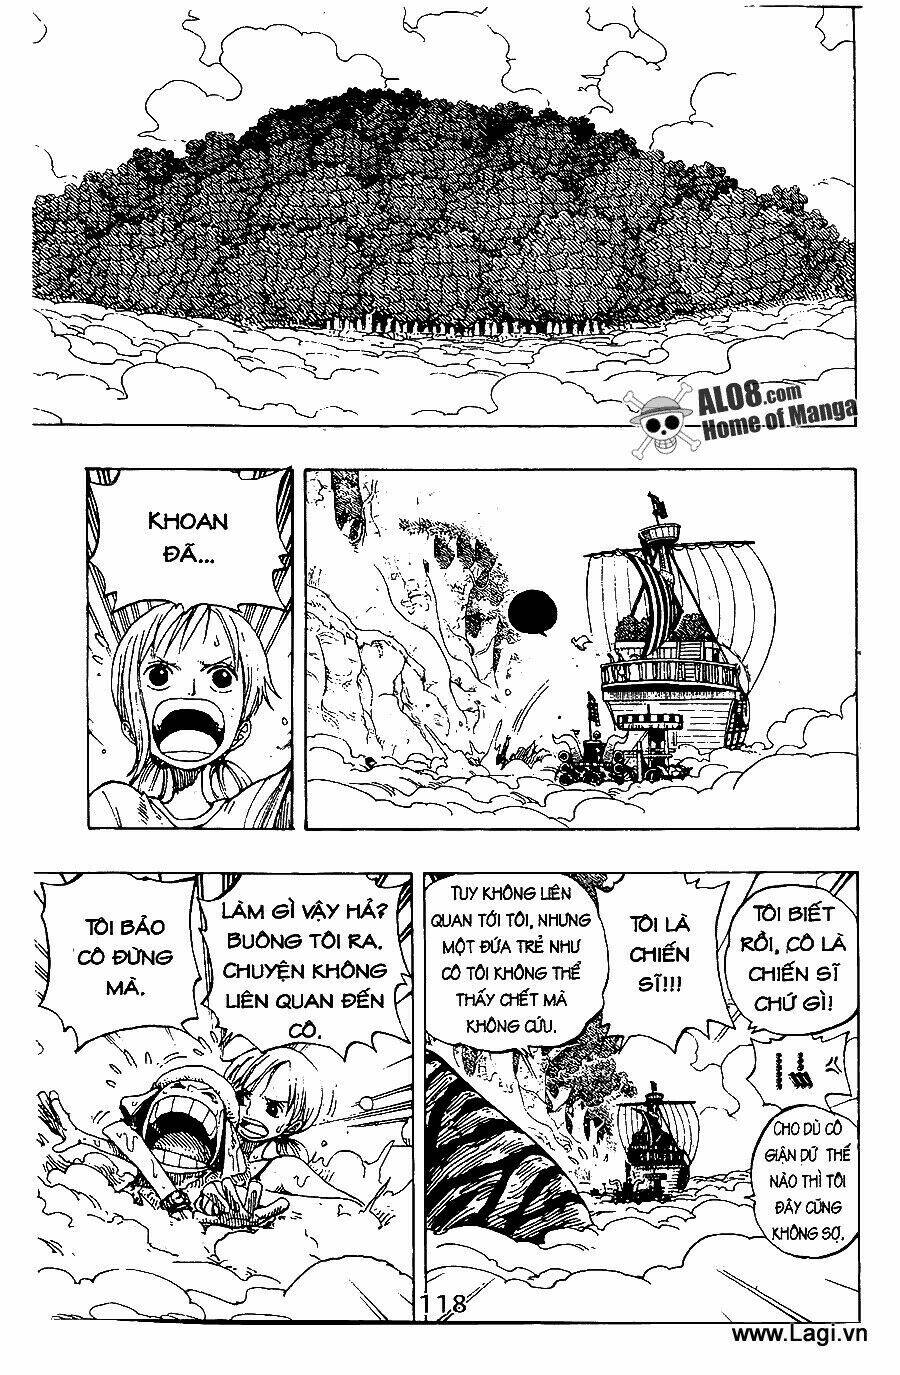 AL08.com
Home of Manga
KHOAN
ĐÃ...
TÔI BẢO
CÔ ĐỪNG
MÀ.
LÀM GÌ VẬY HẢ?
BUÔNG TÔI RA.
CHUYỆN KHÔNG
LIÊN QUAN ĐẾN
CÔ.
TUY KHÔNG LIÊN
QUAN TỚI TÔI, NHƯNG
MỘT ĐỨA TRẺ NHƯ
CÔ TÔI KHÔNG THỂ
THẤY CHẾT MÀ
KHÔNG CỨU.
TÔI LÀ
CHIẾN
SĨ!!!
TÔI BIẾT
RỒI, CÔ LÀ
CHIẾN SĨ
CHỨ GÌ!
CHO DÙ CÔ
GIẬN DỮ THẾ
NÀO THÌ TÔI
ĐÂY CŨNG
KHÔNG SỢ.
118
www.Lagi.vn